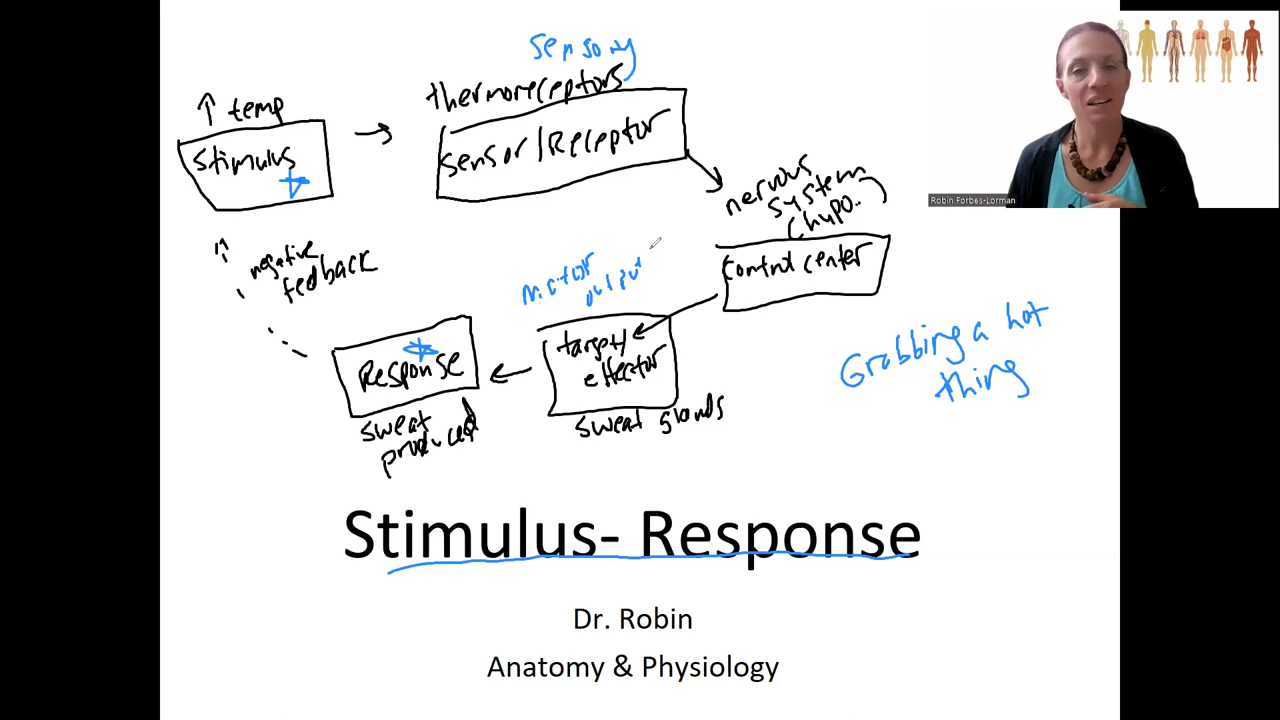 sensory
thermoreceptors
↑ temp
Stimulus
→
Sensor/Receptor
nervous
system
(hypo.)
Control center
negative
feedback
motor
output
target/
effector
sweat glands
Response
sweat
produced
Grabbing a hot
thing
Robin Forbes-Lorman
Stimulus- Response
Dr. Robin
Anatomy & Physiology